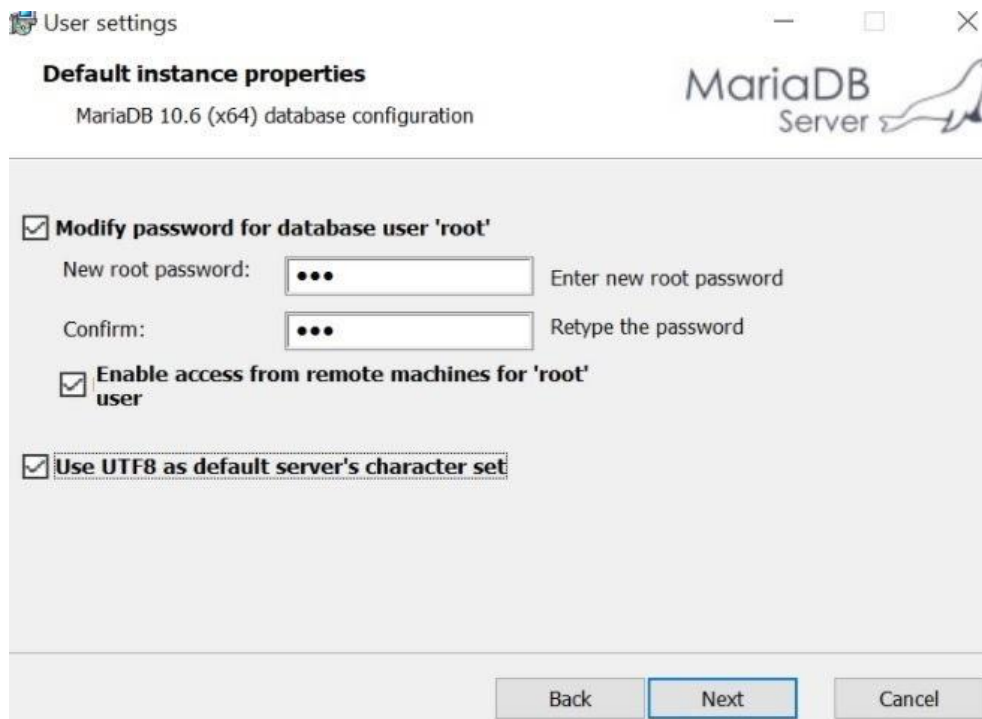 User settings
Default instance properties
MariaDB 10.6 (x64) database configuration
MariaDB
Server
Modify password for database user 'root'
New root password: ●●● Enter new root password
Confirm: ●●● Retype the password
Enable access from remote machines for 'root'
user
Use UTF8 as default server's character set
Back Next Cancel